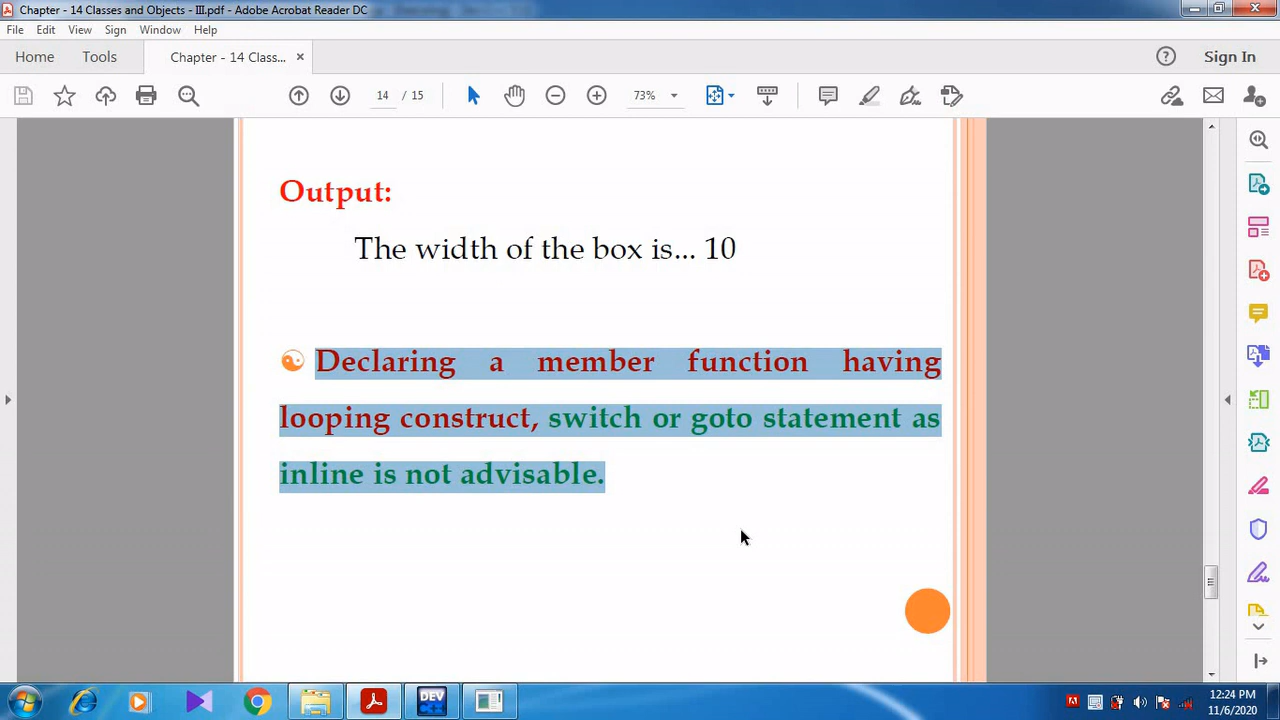 Chapter - 14 Classes and Objects - III.pdf - Adobe Acrobat Reader DC
File Edit View Sign Window Help
Home Tools Chapter - 14 Class... × Sign In
14 / 15 73%
Output:
The width of the box is... 10
Declaring a member function having
looping construct, switch or goto statement as
inline is not advisable.
DEV
12:24 PM
11/6/2020